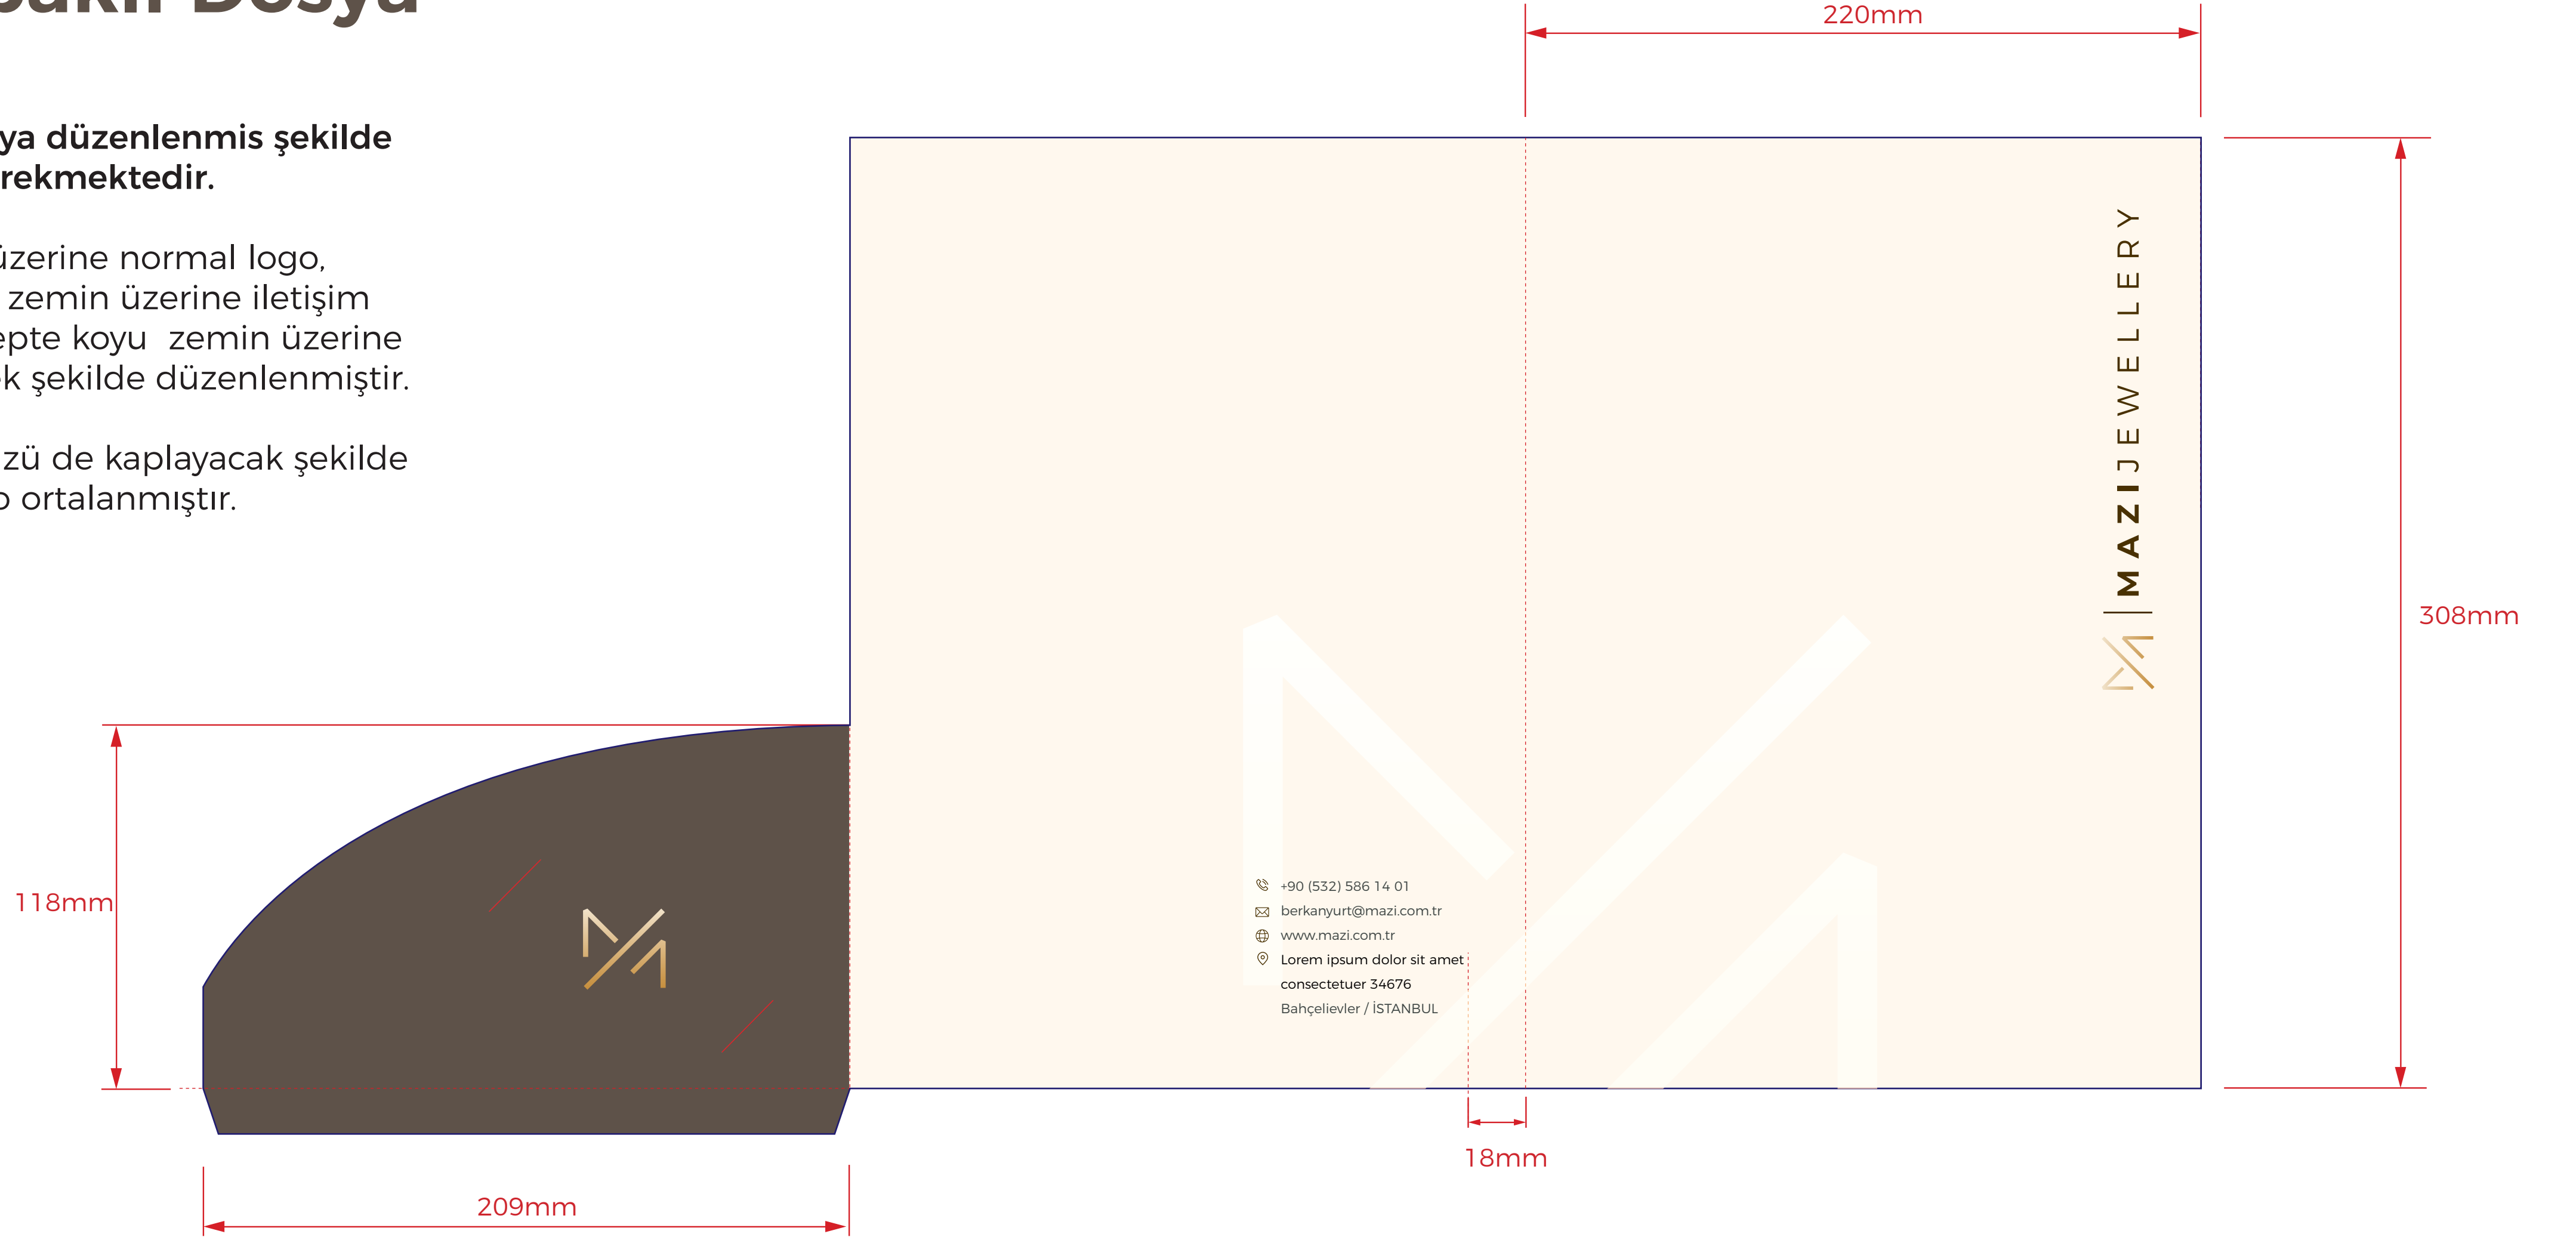 Dosya
ya düzenlenmis şekilde
rekmektedir.
üzerine normal logo,
zemin üzerine iletişim
epte koyu  zemin üzerine
ek şekilde düzenlenmiştir.
zü de kaplayacak şekilde
o ortalanmıştır.
220mm
308mm
MAZIJEWELLERY
118mm
+90 (532) 586 14 01
berkanyurt@mazi.com.tr
www.mazi.com.tr
Lorem ipsum dolor sit amet
consectetuer 34676
Bahçelievler / İSTANBUL
18mm
209mm